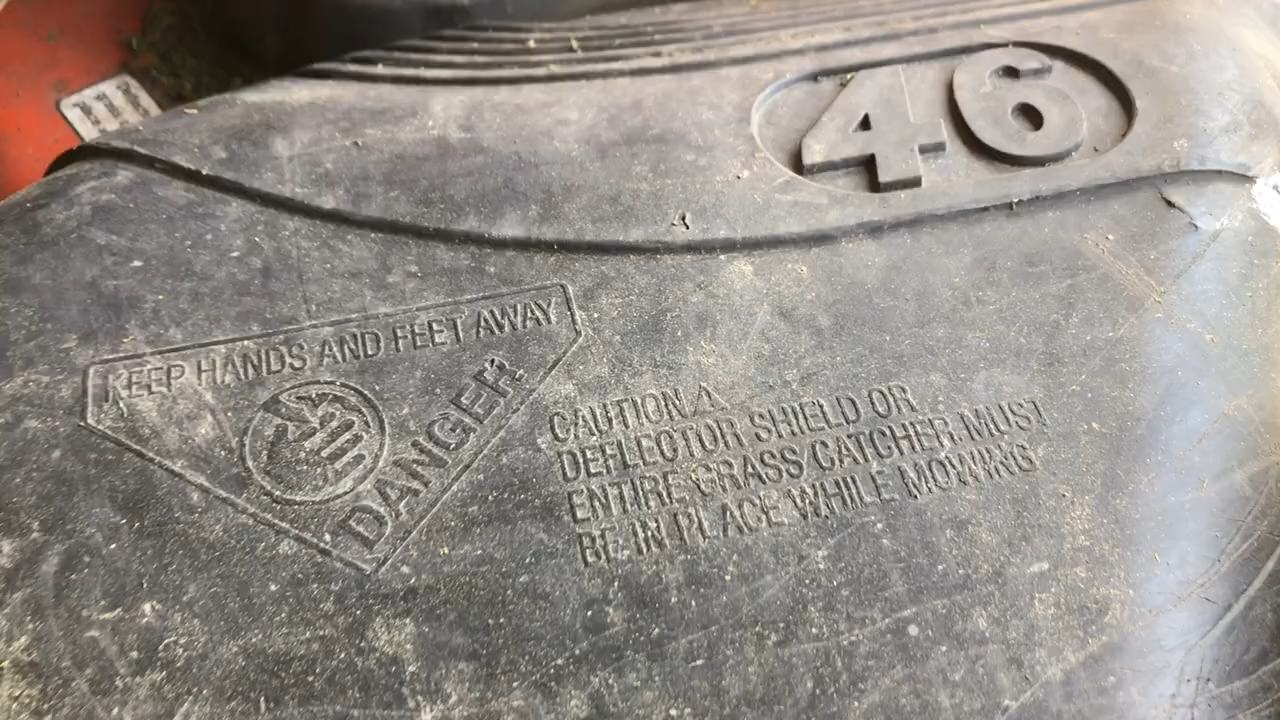 46
KEEP HANDS AND FEET AWAY
DANGER
CAUTION
DEFLECTOR SHIELD OR
ENTIRE GRASS CATCHER MUST
BE IN PLACE WHILE MOWING